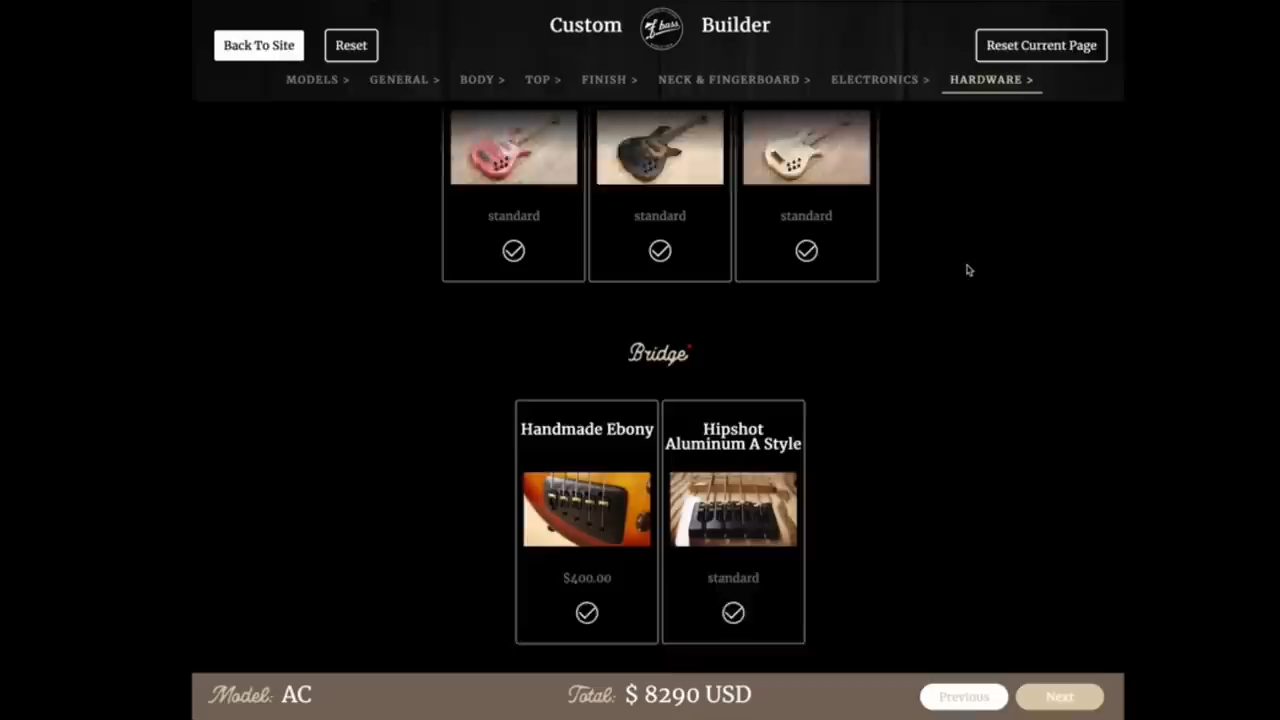 Custom
f bass
Builder
Back To Site
Reset
Reset Current Page
MODELS >
GENERAL >
BODY >
TOP >
FINISH >
NECK & FINGERBOARD >
ELECTRONICS >
HARDWARE >
standard
standard
standard
Bridge*
Handmade Ebony
Hipshot
Aluminum A Style
$400.00
standard
Model: AC
Total: $ 8290 USD
Previous
Next